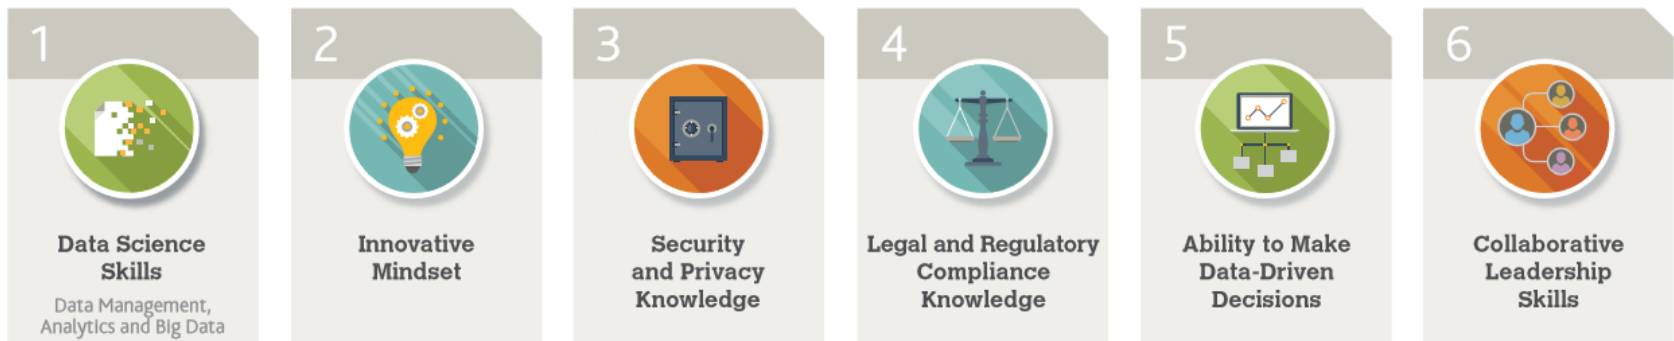 1
Data Science
Skills
Data Management,
Analytics and Big Data
2
Innovative
Mindset
3
Security
and Privacy
Knowledge
4
Legal and Regulatory
Compliance
Knowledge
5
Ability to Make
Data-Driven
Decisions
6
Collaborative
Leadership
Skills